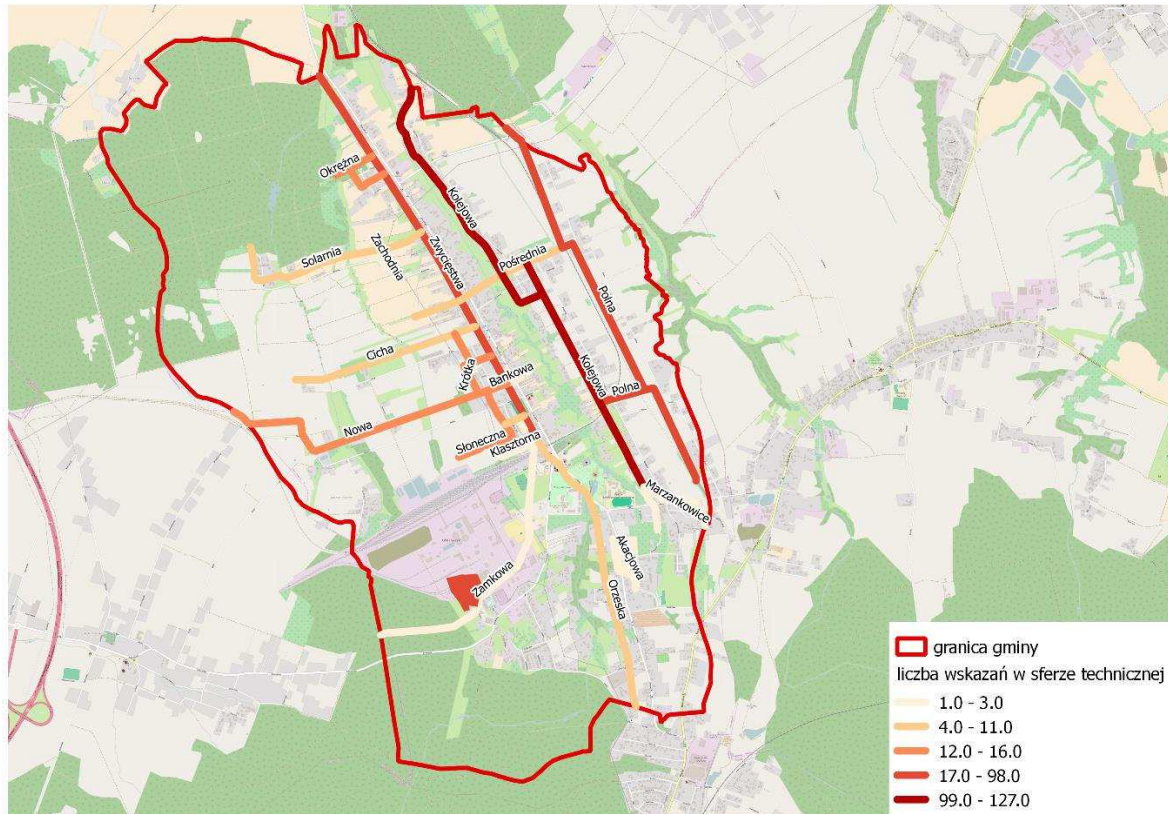 Okrężna
Kolejowa
Solarnia
Zachodnia
Zwycięstwa
Pośrednia
Polna
Cicha
Krótka
Bankowa
Kolejowa
Polna
Nowa
Słoneczna
Klasztorna
Marzankowice
Zamkowa
Akacjowa
Orzeska
granica gminy
liczba wskazań w sferze technicznej
1.0 - 3.0
4.0 - 11.0
12.0 - 16.0
17.0 - 98.0
99.0 - 127.0